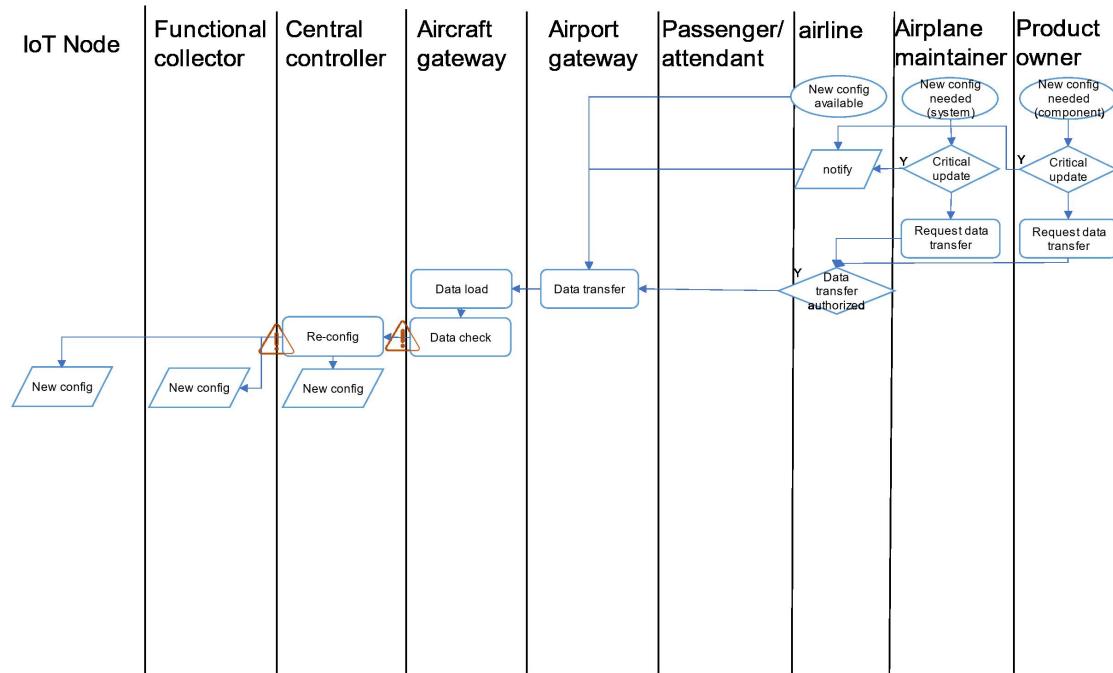 IoT Node
Functional
collector
Central
controller
Aircraft
gateway
Airport
gateway
Passenger/
attendant
airline
Airplane
maintainer
Product
owner
New config
available
New config
needed
(system)
New config
needed
(component)
Y
Critical
update
Y
Critical
update
notify
Request data
transfer
Request data
transfer
Y
Data
transfer
authorized
Data load
Data transfer
Re-config
Data check
New config
New config
New config